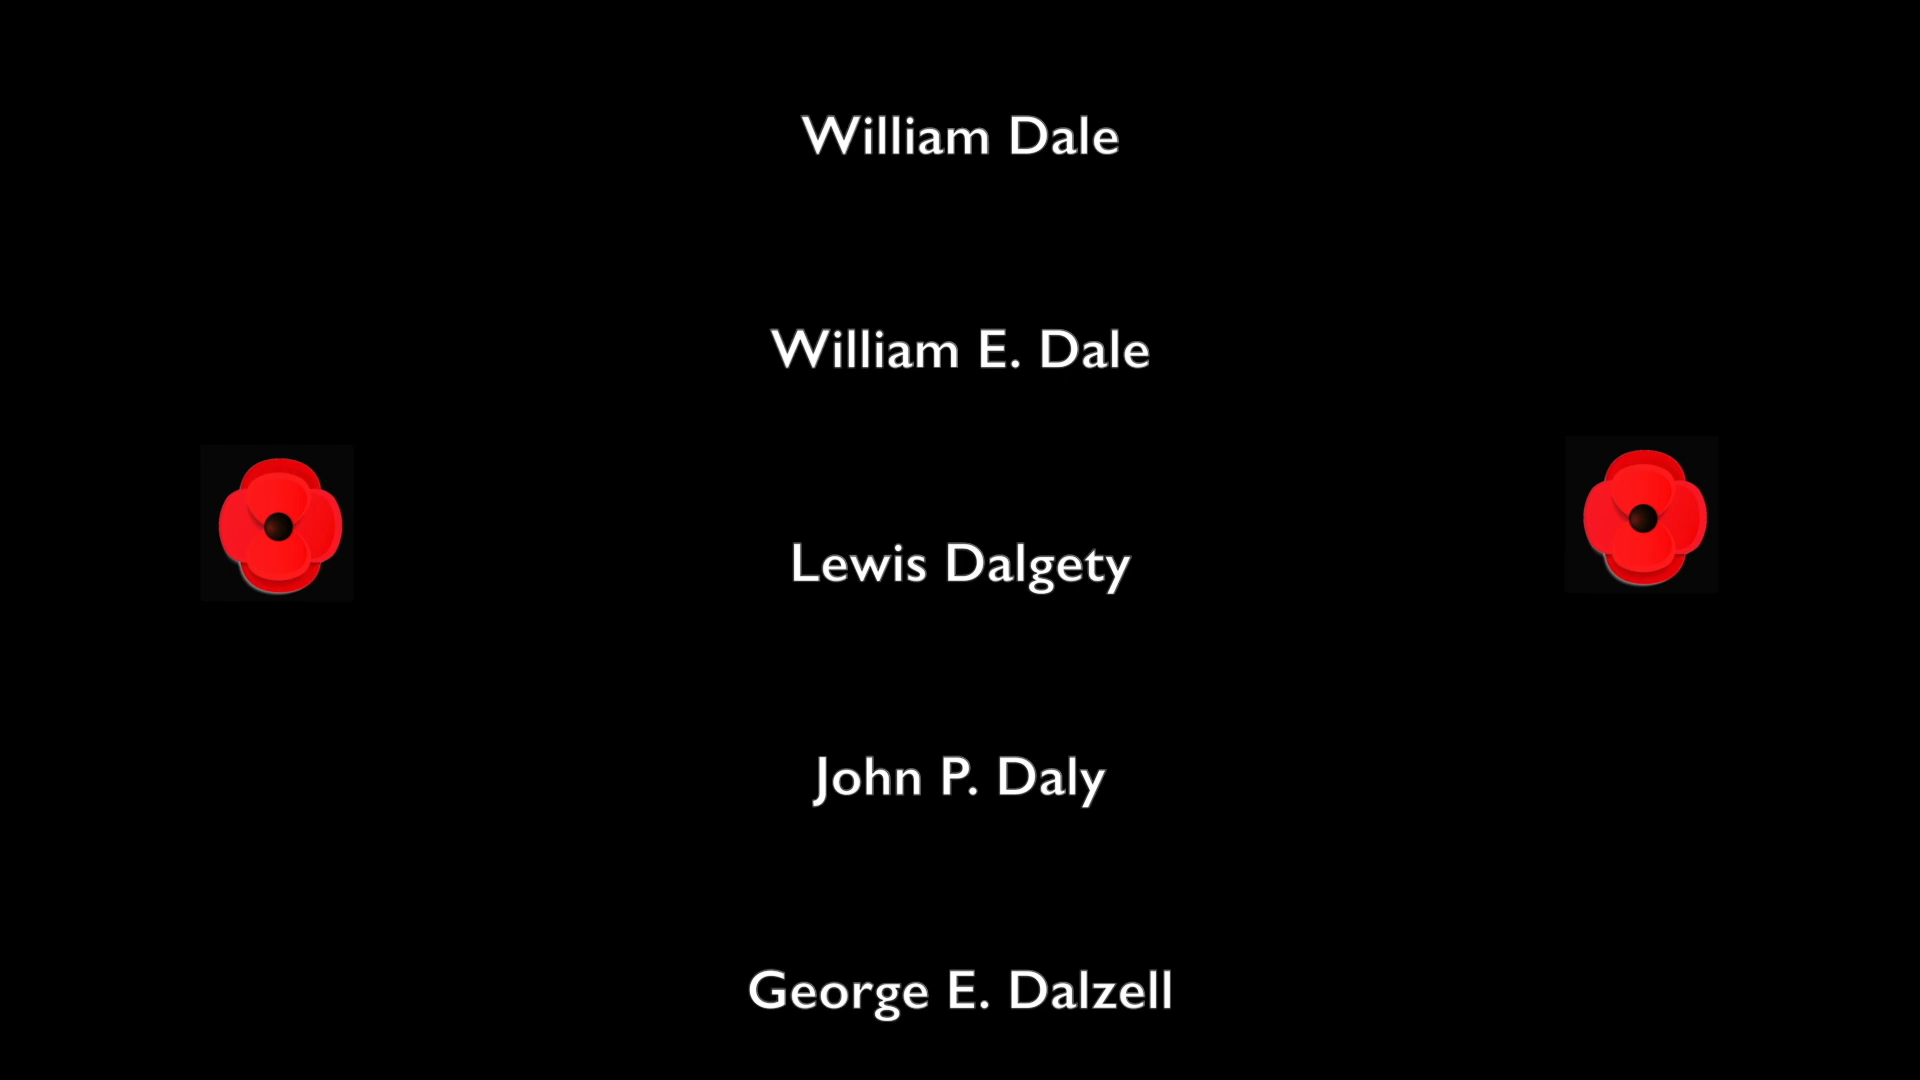 William Dale
William E. Dale
Lewis Dalgety
John P. Daly
George E. Dalzell